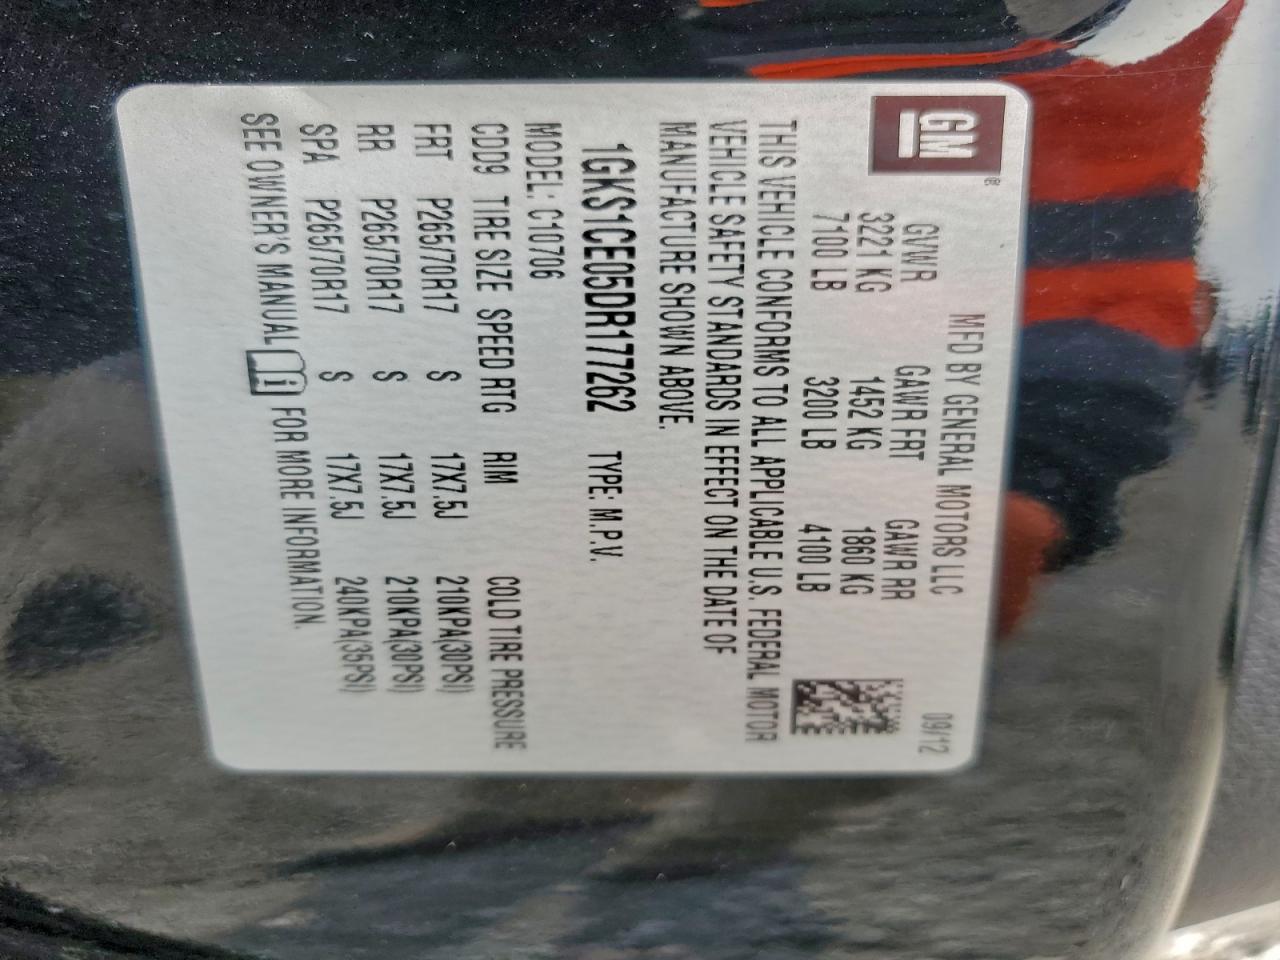 GM®
MFD BY GENERAL MOTORS LLC 09/12
GVWR GAWR FRT GAWR RR
3221 KG 1452 KG 1860 KG
7100 LB 3200 LB 4100 LB
THIS VEHICLE CONFORMS TO ALL APPLICABLE U.S. FEDERAL MOTOR
VEHICLE SAFETY STANDARDS IN EFFECT ON THE DATE OF
MANUFACTURE SHOWN ABOVE.
1GKS1CE05DR177262 TYPE: M.P.V.
MODEL: C10706
CDD9 TIRE SIZE SPEED RTG RIM COLD TIRE PRESSURE
FRT P265/70R17 S 17X7.5J 210KPA(30PSI)
RR P265/70R17 S 17X7.5J 210KPA(30PSI)
SPA P265/70R17 S 17X7.5J 240KPA(35PSI)
SEE OWNER'S MANUAL i FOR MORE INFORMATION.